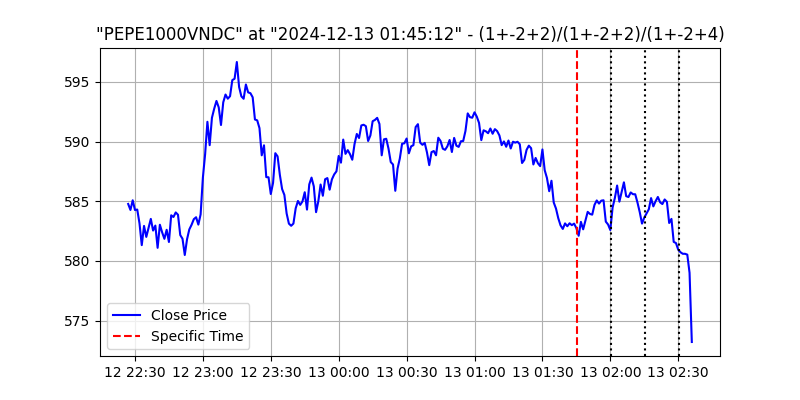 "PEPE1000VNDC" at "2024-12-13 01:45:12" - (1+-2+2)/(1+-2+2)/(1+-2+4)
595
590
585
580
575
Close Price
Specific Time
12 22:30 12 23:00 12 23:30 13 00:00 13 00:30 13 01:00 13 01:30 13 02:00 13 02:30